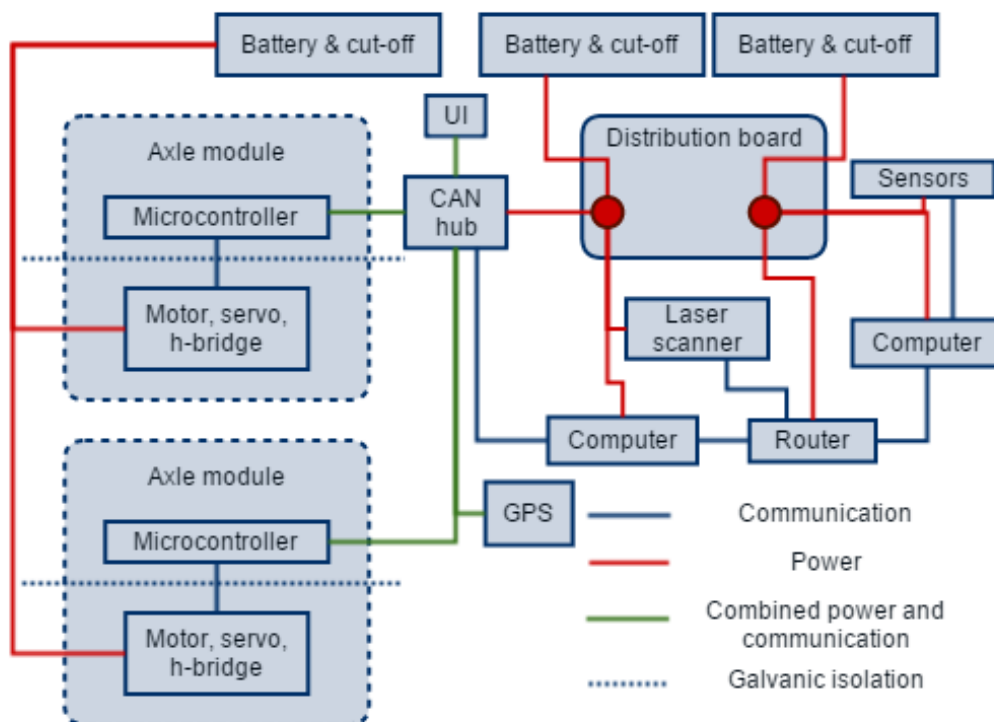 Battery & cut-off
Battery & cut-off
Battery & cut-off
UI
Axle module
Distribution board
Sensors
Microcontroller
CAN
hub
Motor, servo,
h-bridge
Laser
scanner
Computer
Computer
Router
Axle module
GPS
Microcontroller
Motor, servo,
h-bridge
Communication
Power
Combined power and
communication
Galvanic isolation